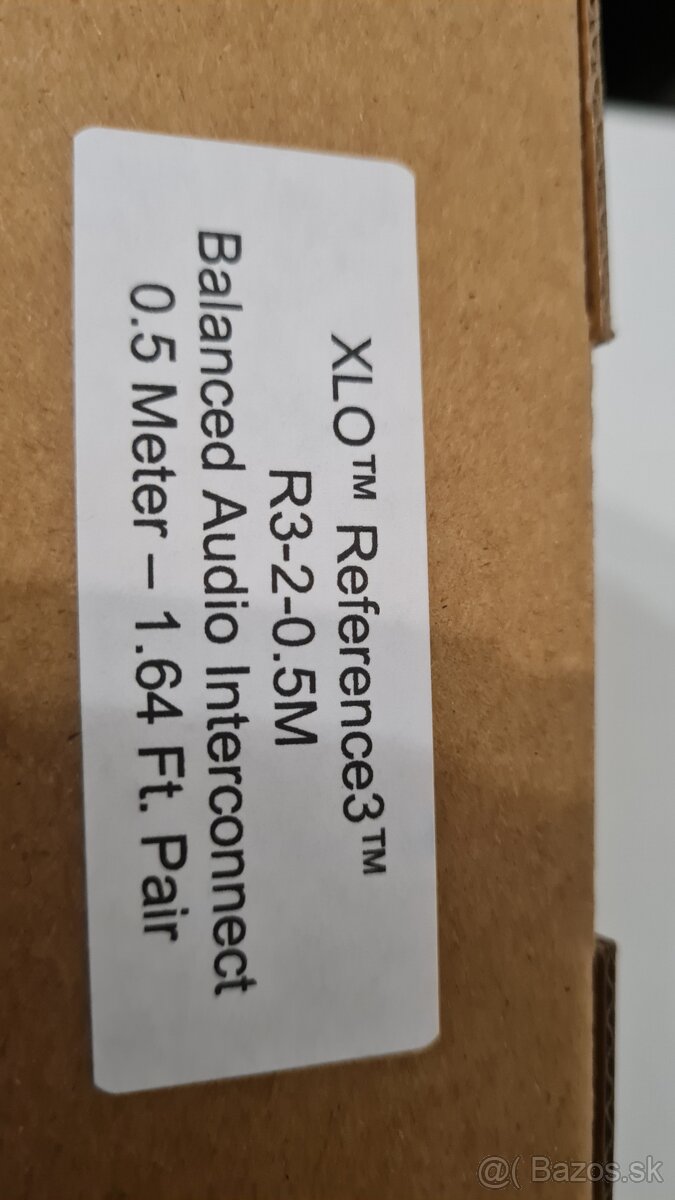 XLO™ Reference3™
R3-2-0.5M
Balanced Audio Interconnect
0.5 Meter – 1.64 Ft. Pair
@( Bazos.sk